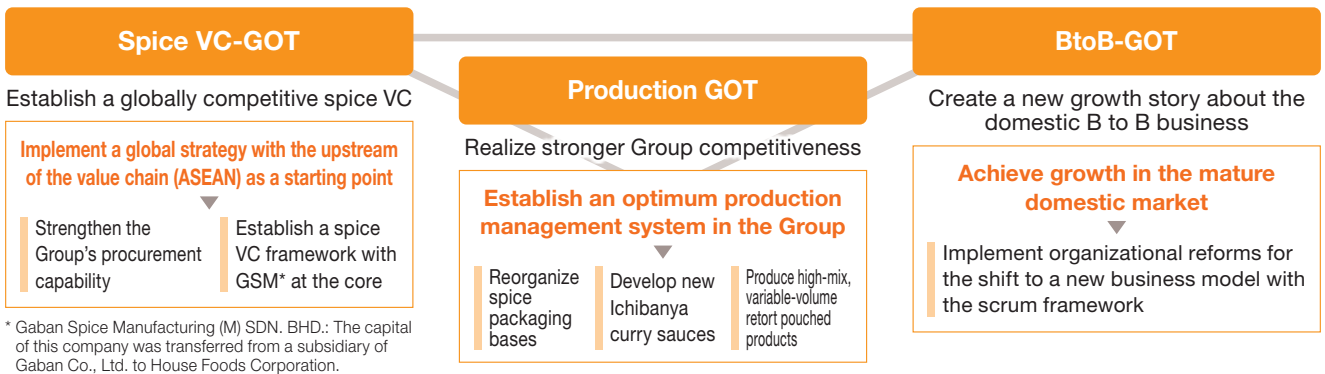 Spice VC-GOT
Establish a globally competitive spice VC
Implement a global strategy with the upstream
of the value chain (ASEAN) as a starting point
Strengthen the
Group's procurement
capability
Establish a spice
VC framework with
GSM* at the core
* Gaban Spice Manufacturing (M) SDN. BHD.: The capital
of this company was transferred from a subsidiary of
Gaban Co., Ltd. to House Foods Corporation.
Production GOT
Realize stronger Group competitiveness
Establish an optimum production
management system in the Group
Reorganize
spice
packaging
bases
Develop new
Ichibanya
curry sauces
Produce high-mix,
variable-volume
retort pouched
products
BtoB-GOT
Create a new growth story about the
domestic B to B business
Achieve growth in the mature
domestic market
Implement organizational reforms for
the shift to a new business model with
the scrum framework